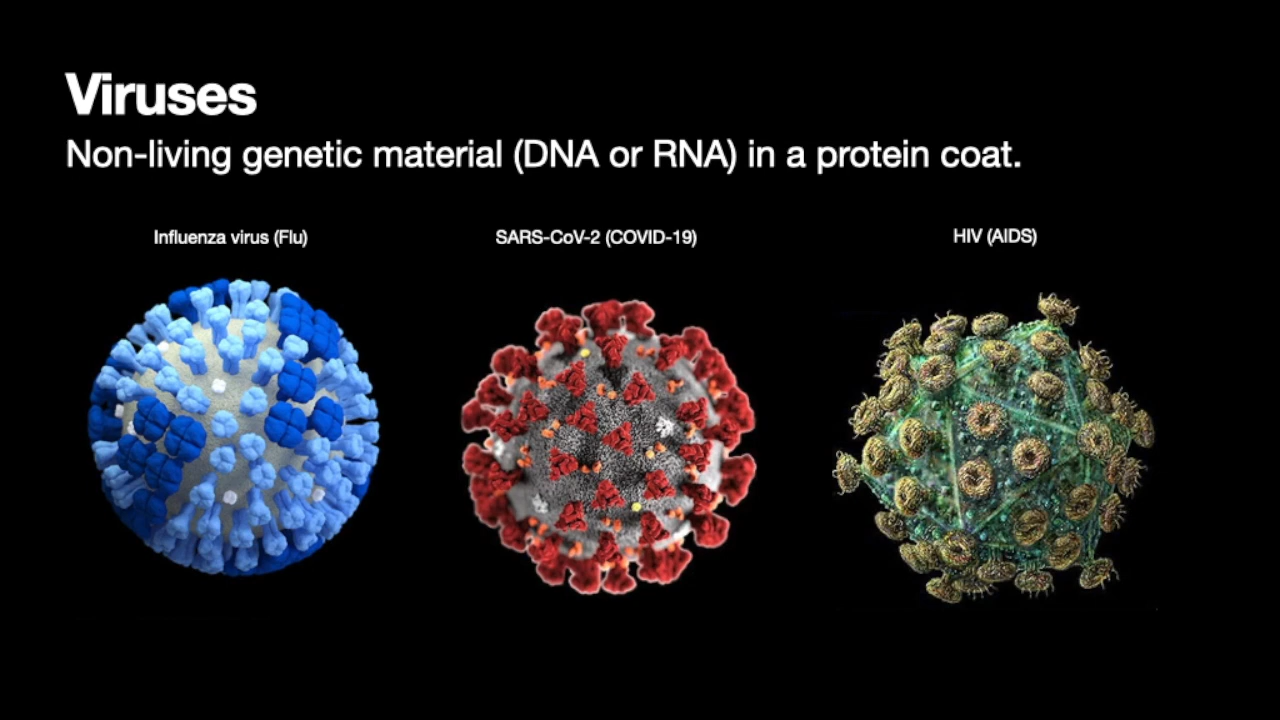 Viruses
Non-living genetic material (DNA or RNA) in a protein coat.
Influenza virus (Flu)
SARS-CoV-2 (COVID-19)
HIV (AIDS)